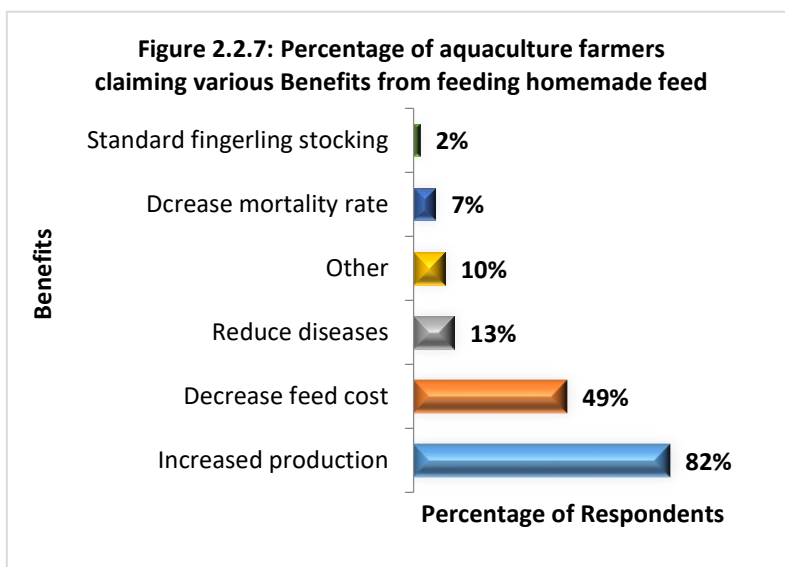 Figure 2.2.7: Percentage of aquaculture farmers
claiming various Benefits from feeding homemade feed
Benefits
Standard fingerling stocking 2%
Dcrease mortality rate 7%
Other 10%
Reduce diseases 13%
Decrease feed cost 49%
Increased production 82%
Percentage of Respondents